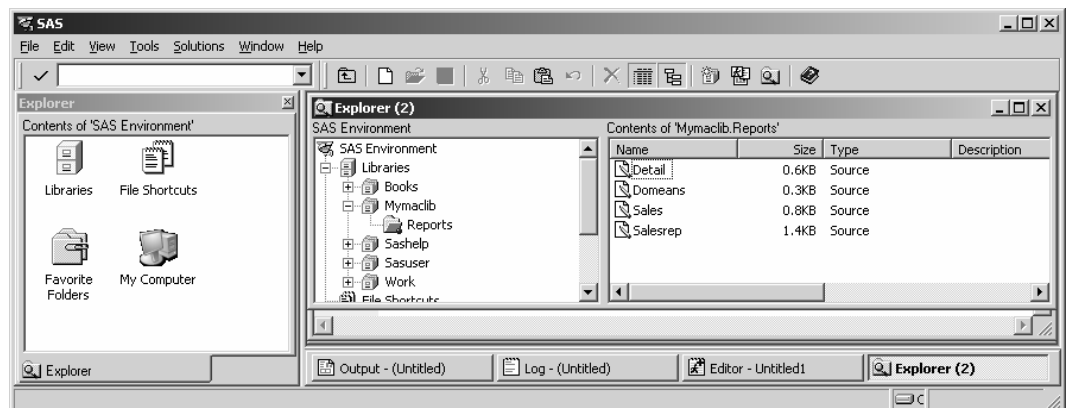 SAS
File Edit View Tools Solutions Window Help
Explorer
Contents of 'SAS Environment'
Libraries
File Shortcuts
Favorite Folders
My Computer
Explorer
Explorer (2)
SAS Environment
SAS Environment
Libraries
Books
Mymaclib
Reports
Sashelp
Sasuser
Work
File Shortcuts
Contents of 'Mymaclib.Reports'
Name Size Type Description
Detail 0.6KB Source
Domeans 0.3KB Source
Sales 0.8KB Source
Salesrep 1.4KB Source
Output - (Untitled) Log - (Untitled) Editor - Untitled1 Explorer (2)
C